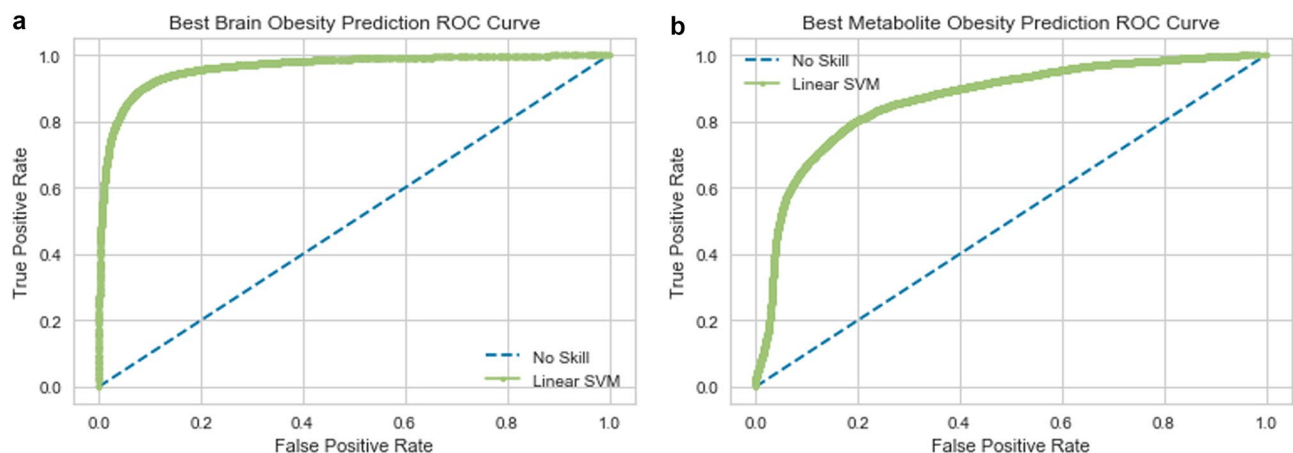 a
Best Brain Obesity Prediction ROC Curve
1.0
0.8
0.6
0.4
0.2
0.0
True Positive Rate
No Skill
Linear SVM
0.0 0.2 0.4 0.6 0.8 1.0
False Positive Rate
b
Best Metabolite Obesity Prediction ROC Curve
1.0
0.8
0.6
0.4
0.2
0.0
True Positive Rate
No Skill
Linear SVM
0.0 0.2 0.4 0.6 0.8 1.0
False Positive Rate